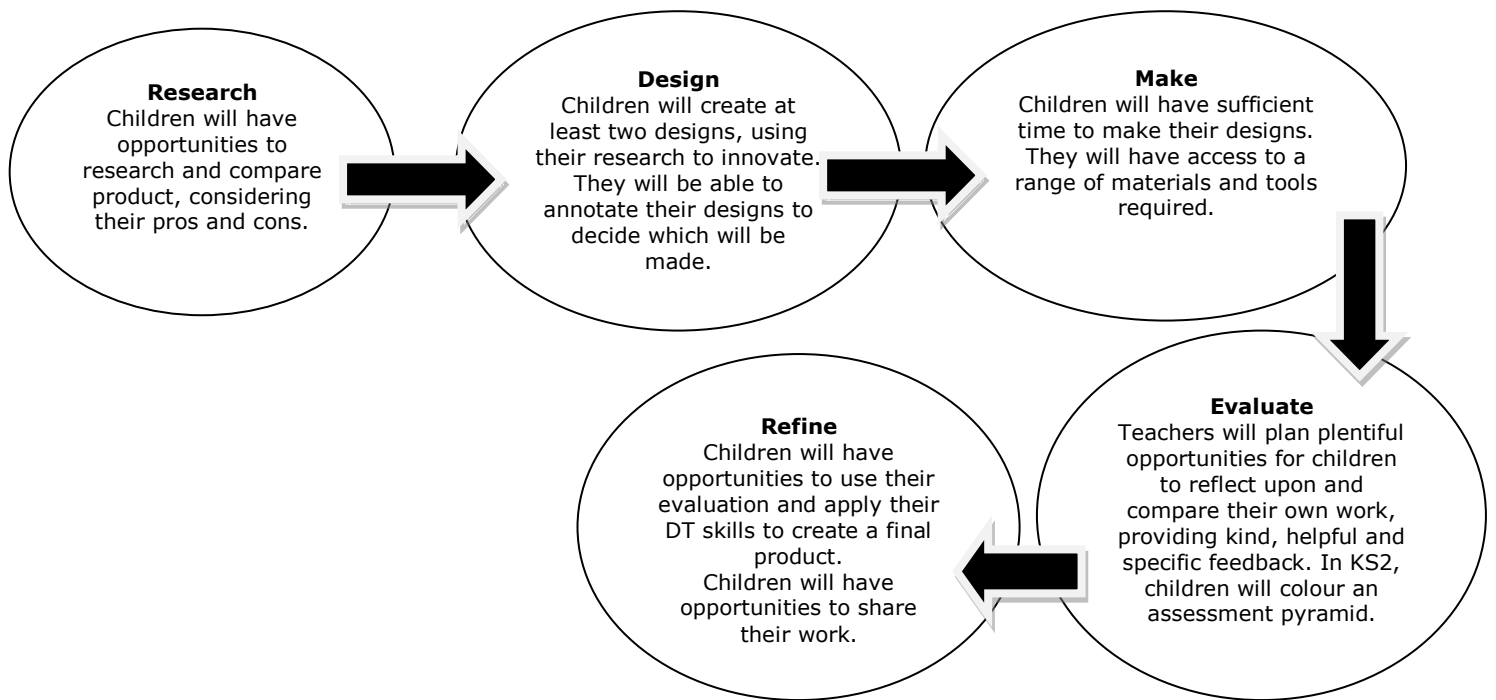 Research
Children will have
opportunities to
research and compare
product, considering
their pros and cons.
Design
Children will create at
least two designs, using
their research to innovate.
They will be able to
annotate their designs to
decide which will be
made.
Make
Children will have sufficient
time to make their designs.
They will have access to a
range of materials and tools
required.
Evaluate
Teachers will plan plentiful
opportunities for children
to reflect upon and
compare their own work,
providing kind, helpful and
specific feedback. In KS2,
children will colour an
assessment pyramid.
Refine
Children will have
opportunities to use their
evaluation and apply their
DT skills to create a final
product.
Children will have
opportunities to share
their work.